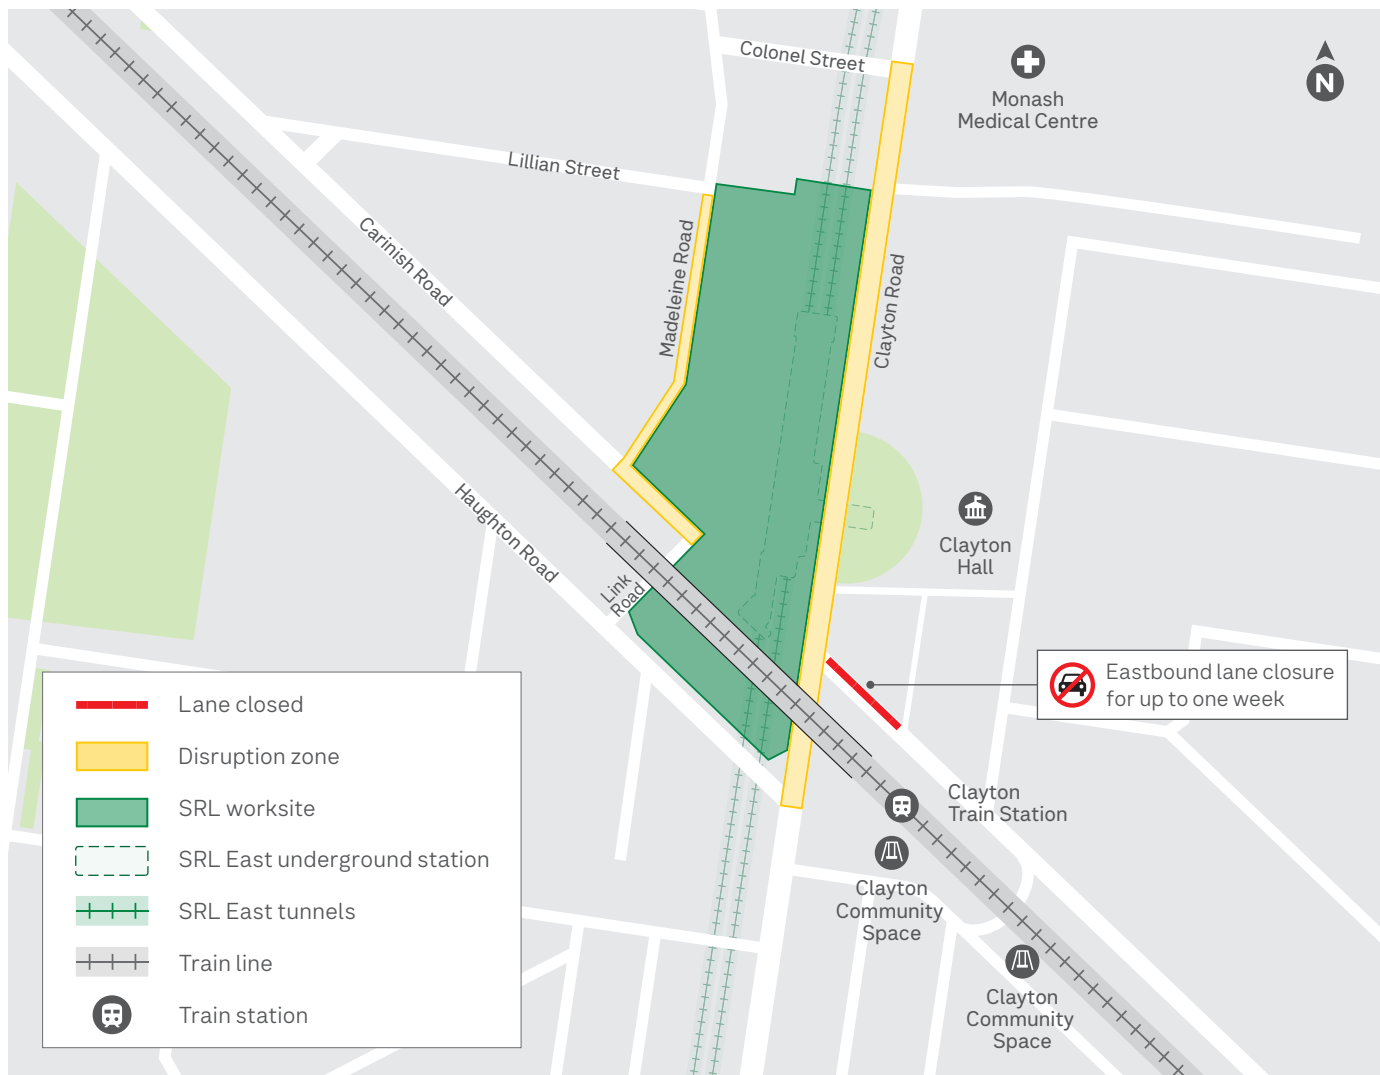 Colonel Street
Monash
Medical Centre
N
Lillian Street
Carinish Road
Madeleine Road
Clayton Road
Haughton Road
Clayton
Hall
Link
Road
Eastbound lane closure
for up to one week
Lane closed
Disruption zone
SRL worksite
SRL East underground station
SRL East tunnels
Train line
Train station
Clayton
Train Station
Clayton
Community
Space
Clayton
Community
Space